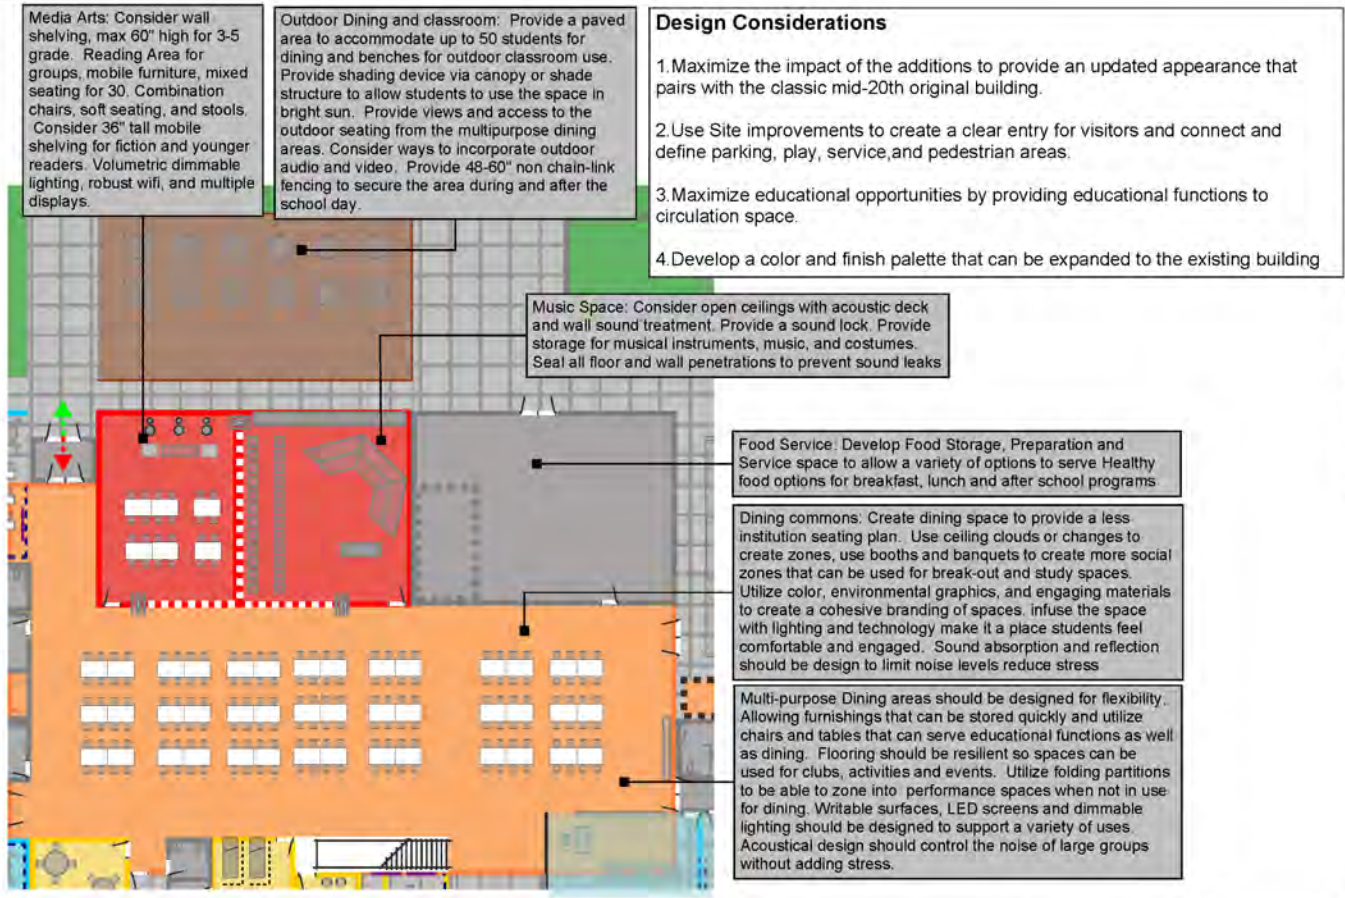 Media Arts: Consider wall
shelving, max 60" high for 3-5
grade. Reading Area for
groups, mobile furniture, mixed
seating for 30. Combination
chairs, soft seating, and stools.
Consider 36" tall mobile
shelving for fiction and younger
readers. Volumetric dimmable
lighting, robust wifi, and multiple
displays.
Outdoor Dining and classroom: Provide a paved
area to accommodate up to 50 students for
dining and benches for outdoor classroom use.
Provide shading device via canopy or shade
structure to allow students to use the space in
bright sun. Provide views and access to the
outdoor seating from the multipurpose dining
areas. Consider ways to incorporate outdoor
audio and video. Provide 48-60" non chain-link
fencing to secure the area during and after the
school day.
Design Considerations
1.Maximize the impact of the additions to provide an updated appearance that
pairs with the classic mid-20th original building.
2.Use Site improvements to create a clear entry for visitors and connect and
define parking, play, service,and pedestrian areas.
3.Maximize educational opportunities by providing educational functions to
circulation space.
4.Develop a color and finish palette that can be expanded to the existing building
Music Space: Consider open ceilings with acoustic deck
and wall sound treatment. Provide a sound lock. Provide
storage for musical instruments, music, and costumes.
Seal all floor and wall penetrations to prevent sound leaks
Food Service: Develop Food Storage, Preparation and
Service space to allow a variety of options to serve Healthy
food options for breakfast, lunch and after school programs
Dining commons: Create dining space to provide a less
institution seating plan. Use ceiling clouds or changes to
create zones, use booths and banquets to create more social
zones that can be used for break-out and study spaces.
Utilize color, environmental graphics, and engaging materials
to create a cohesive branding of spaces. infuse the space
with lighting and technology make it a place students feel
comfortable and engaged. Sound absorption and reflection
should be design to limit noise levels reduce stress
Multi-purpose Dining areas should be designed for flexibility.
Allowing furnishings that can be stored quickly and utilize
chairs and tables that can serve educational functions as well
as dining. Flooring should be resilient so spaces can be
used for clubs, activities and events. Utilize folding partitions
to be able to zone into performance spaces when not in use
for dining. Writable surfaces, LED screens and dimmable
lighting should be designed to support a variety of uses.
Acoustical design should control the noise of large groups
without adding stress.